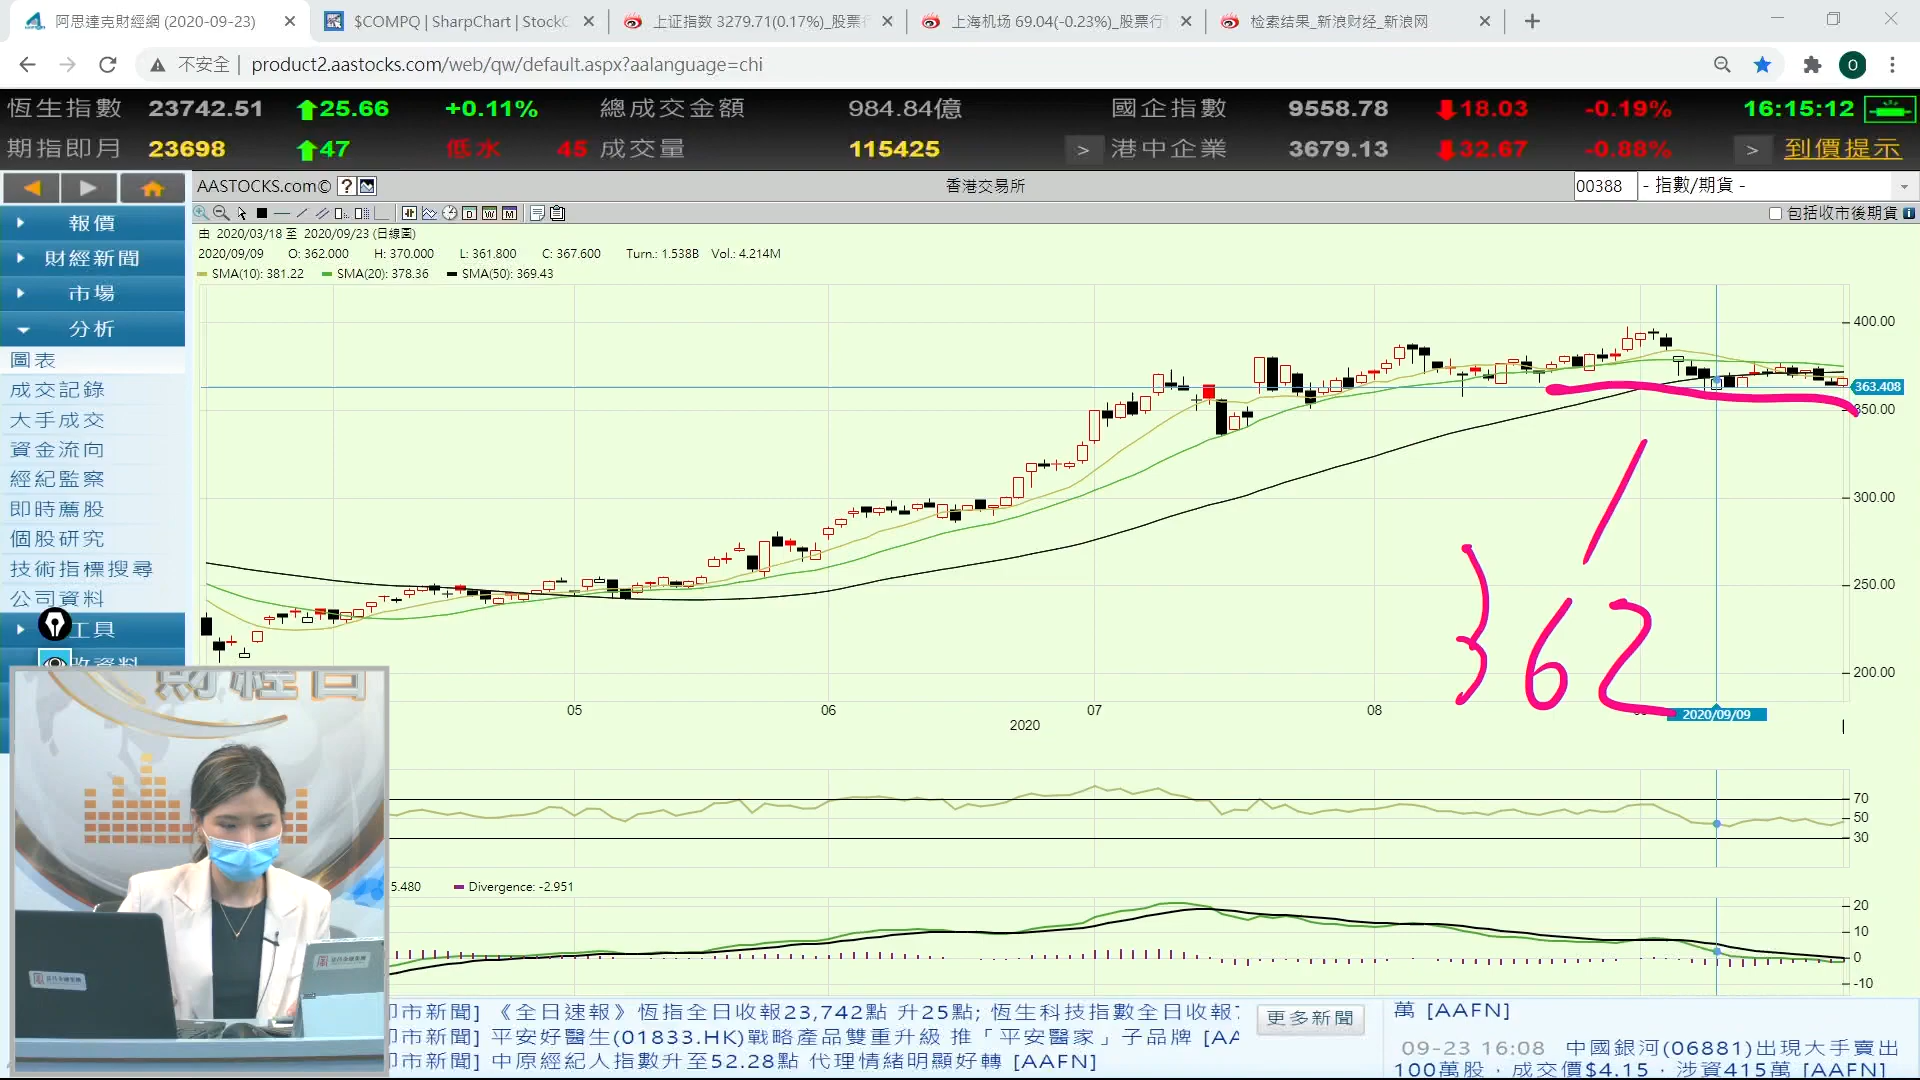 阿思達克財經網 (2020-09-23)
$COMPQ | SharpChart | StockC
上证指数 3279.71(0.17%)_股票行
上海机场 69.04(-0.23%)_股票行
检索结果_新浪财经_新浪网
不安全 | product2.aastocks.com/web/qw/default.aspx?aalanguage=chi
O
恆生指數 23742.51 25.66 +0.11% 總成交金額 984.84億 國企指數 9558.78 18.03 -0.19% 16:15:12
期指即月 23698 47 低水 45 成交量 115425 > 港中企業 3679.13 32.67 -0.88% > 到價提示
AASTOCKS.com© ? 香港交易所 00388 - 指數/期貨 -
包括收市後期貨
報價
財經新聞
市場
分析
圖表
成交記錄
大手成交
資金流向
經紀監察
即時薦股
個股研究
技術指標搜尋
公司資料
工具
由 2020/03/18 至 2020/09/23 (日線圖)
2020/09/09 O: 362.000 H: 370.000 L: 361.800 C: 367.600 Turn.: 1.538B Vol.: 4.214M
SMA(10): 381.22 SMA(20): 378.36 SMA(50): 369.43
400.00
363.408
350.00
300.00
250.00
200.00
362
05 06 07 08
2020/09/09
2020
70
50
30
5.480 Divergence: -2.951
20
10
0
-10
市新聞] 《全日速報》恆指全日收報23,742點 升25點; 恆生科技指數全日收報
市新聞] 平安好醫生(01833.HK)戰略產品雙重升級 推「平安醫家」子品牌 [AA
市新聞] 中原經紀人指數升至52.28點 代理情緒明顯好轉 [AAFN]
更多新聞
萬 [AAFN]
09-23 16:08 中國銀河(06881)出現大手賣出
100萬股，成交價$4.15，涉資415萬 [AAFN]